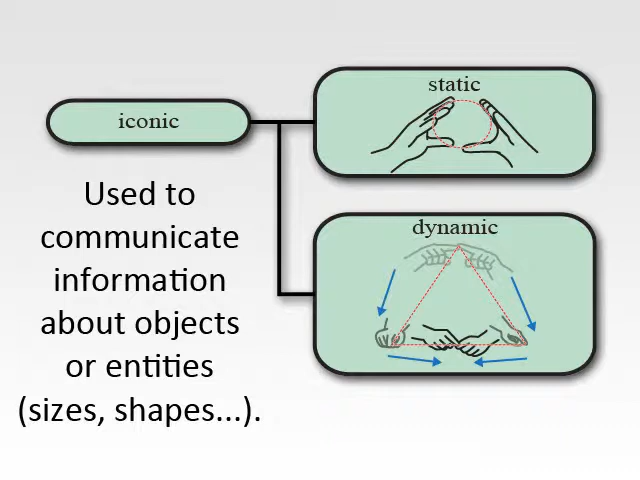 iconic
static
dynamic
Used to
communicate
information
about objects
or entities
(sizes, shapes...).